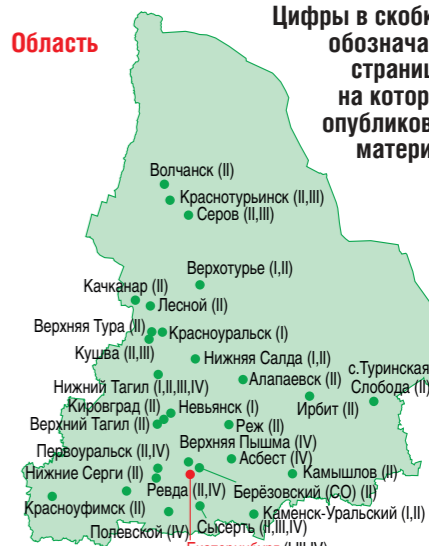 Область
Цифры в скобк
обознача
страниц
на котор
опубликов
матери
Волчанск (II)
Краснотурьинск (II,III)
Серов (II,III)
Верхотурье (I,II)
Качканар (II)
Лесной (II)
Верхняя Тура (II)
Красноуральск (I)
Кушва (II,III)
Нижняя Салда (I,II)
с.Туринская
Слобода (II)
Нижний Тагил (I,II,III,IV)
Алапаевск (II)
Ирбит (II)
Кировград (II)
Невьянск (I)
Верхний Тагил (II)
Реж (II)
Верхняя Пышма (IV)
Первоуральск (II,IV)
Асбест (IV)
Нижние Серги (II)
Камышлов (II)
Ревда (II,IV)
Берёзовский (СО) (II)
Красноуфимск (II)
Полевской (IV)
Сысерть (II,III,IV)
Каменск-Уральский (I,II)